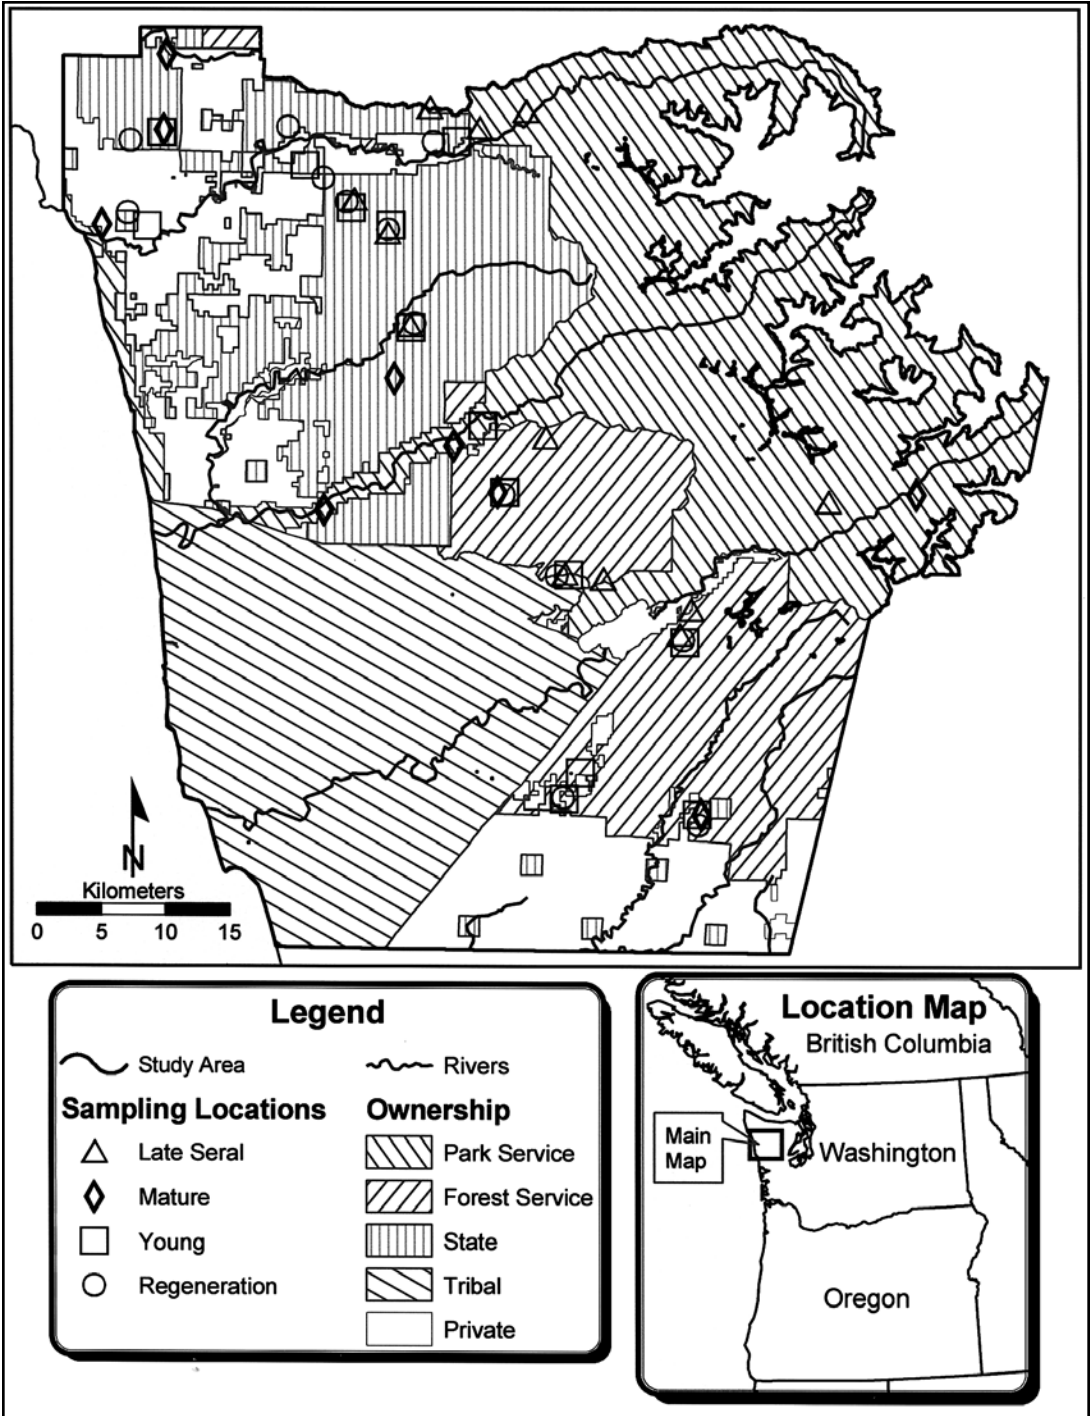 N
Kilometers
0 5 10 15
Legend
Study Area
Rivers
Sampling Locations
Ownership
Late Seral
Park Service
Mature
Forest Service
Young
State
Regeneration
Tribal
Private
Location Map
British Columbia
Main
Map
Washington
Oregon